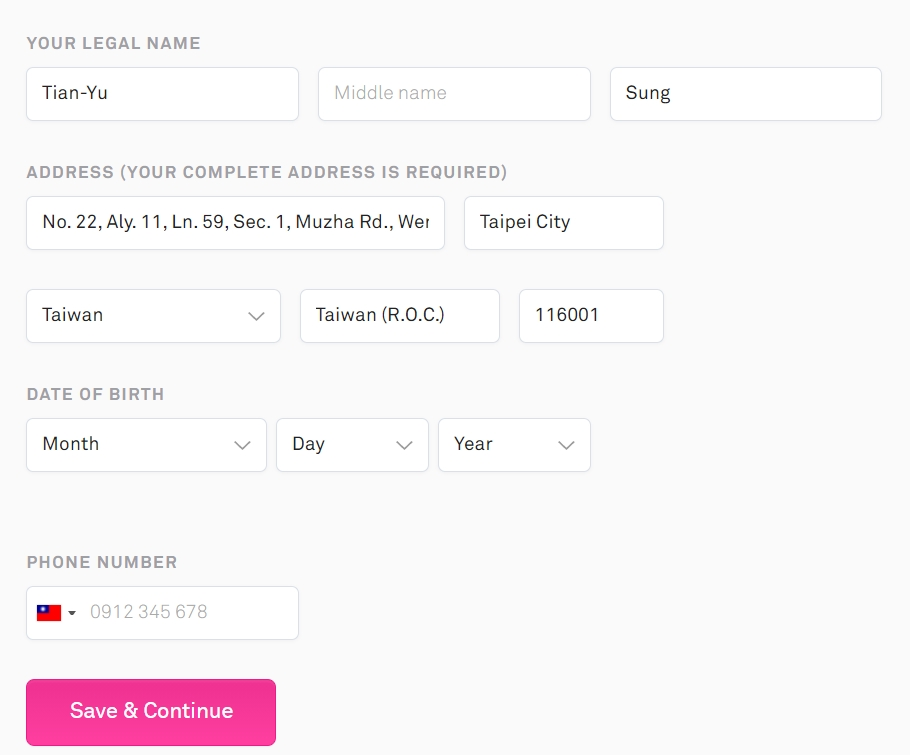 YOUR LEGAL NAME
Tian-Yu Middle name Sung
ADDRESS (YOUR COMPLETE ADDRESS IS REQUIRED)
No. 22, Aly. 11, Ln. 59, Sec. 1, Muzha Rd., Wer Taipei City
Taiwan Taiwan (R.O.C.) 116001
DATE OF BIRTH
Month Day Year
PHONE NUMBER
0912 345 678
Save & Continue